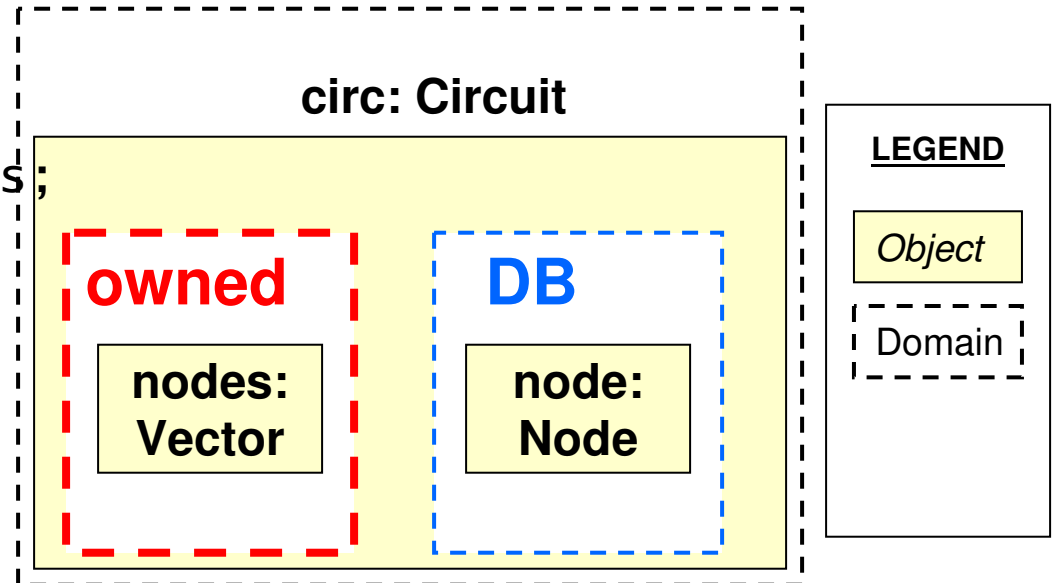 circ: Circuit
s;
owned
nodes:
Vector
DB
node:
Node
LEGEND
Object
Domain